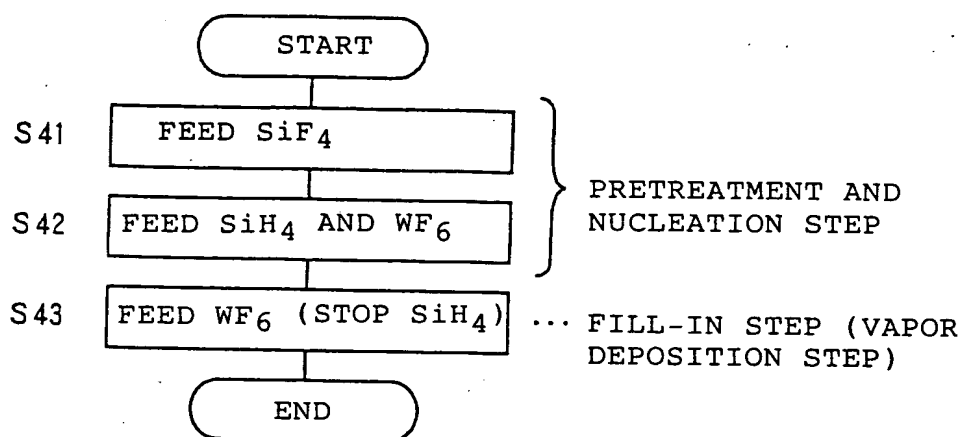 START
S41 FEED SiF4
S42 FEED SiH4 AND WF6
PRETREATMENT AND
NUCLEATION STEP
S43 FEED WF6 (STOP SiH4) ... FILL-IN STEP (VAPOR
DEPOSITION STEP)
END